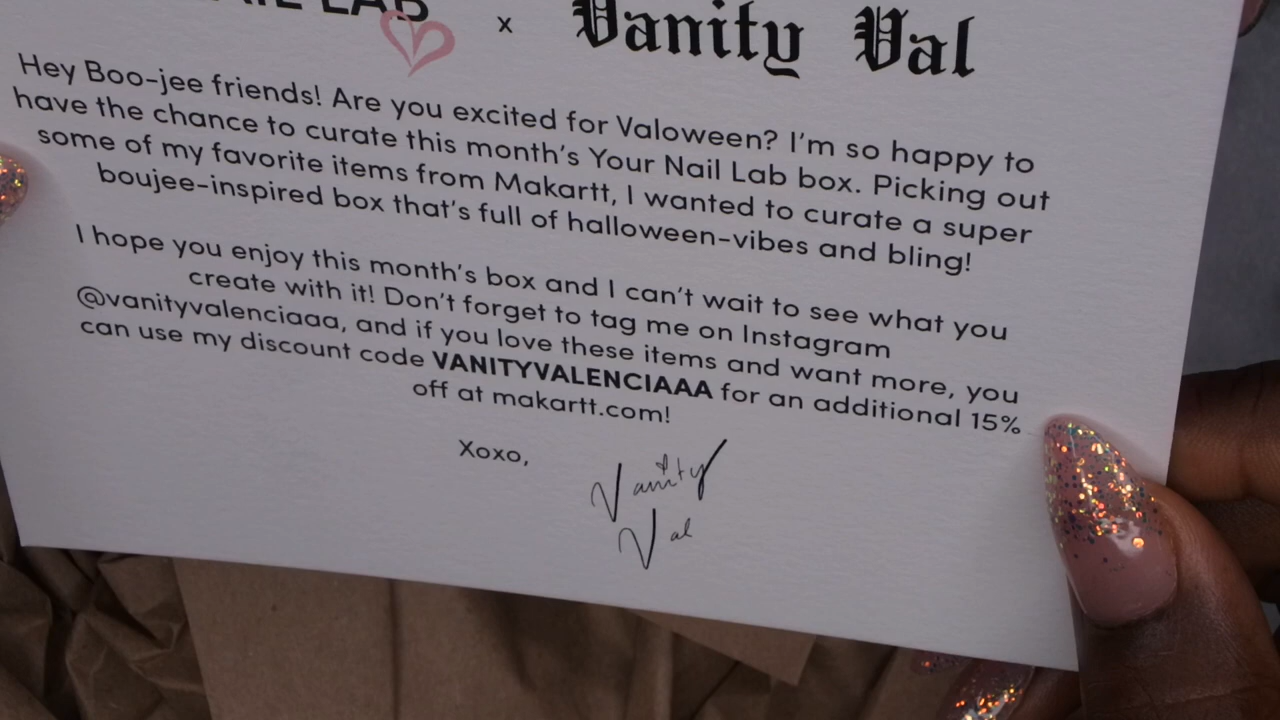 LAB x Vanity Val
Hey Boo-jee friends! Are you excited for Valoween? I'm so happy to
have the chance to curate this month's Your Nail Lab box. Picking out
some of my favorite items from Makartt, I wanted to curate a super
boujee-inspired box that's full of halloween-vibes and bling!
I hope you enjoy this month's box and I can't wait to see what you
create with it! Don't forget to tag me on Instagram
@vanityvalenciaaa, and if you love these items and want more, you
can use my discount code VANITYVALENCIAAA for an additional 15%
off at makartt.com!
Xoxo,
Vanity
Val